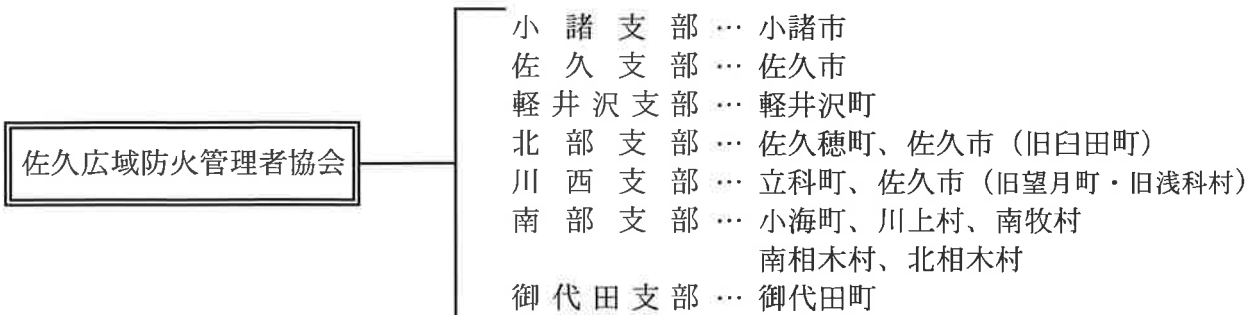 佐久広域防火管理者協会
小諸支部 … 小諸市
佐久支部 … 佐久市
軽井沢支部 … 軽井沢町
北部支部 … 佐久穂町、佐久市（旧臼田町）
川西支部 … 立科町、佐久市（旧望月町・旧浅科村）
南部支部 … 小海町、川上村、南牧村
南相木村、北相木村
御代田支部 … 御代田町